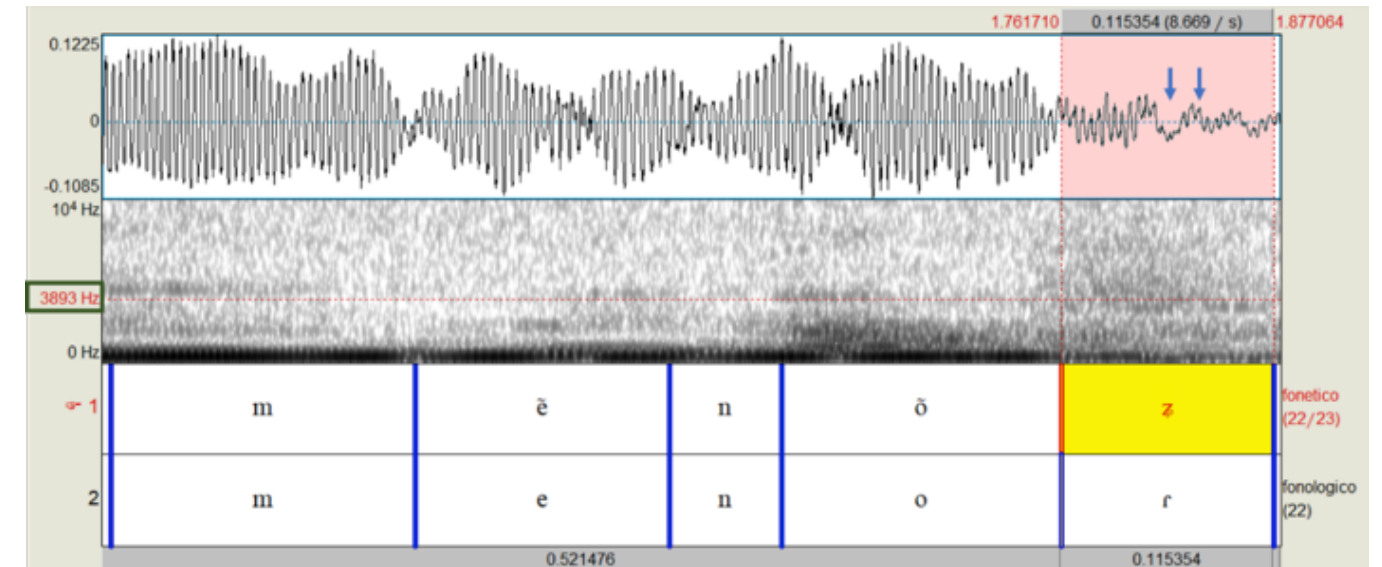 1.761710 0.115354 (8.669 / s) 1.877064
0.1225
0
-0.1085
10⁴ Hz
3893 Hz
0 Hz
1 m ẽ n õ ʐ fonetico
(22/23)
2 m e n o ɾ fonologico
(22)
0.521476 0.115354